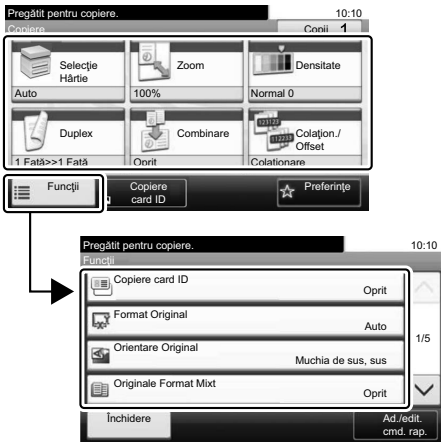 Pregătit pentru copiere. 10:10
Copiere Copii 1
Selecţie
Hârtie
Auto
Zoom
100%
Densitate
Normal 0
Duplex
1 Faţă>>1 Faţă
Combinare
Oprit
Colaţion./
Offset
Colaţionare
Funcţii
Copiere
card ID
Preferinţe
Pregătit pentru copiere. 10:10
Funcţii
Copiere card ID
Oprit
Format Original
Auto
Orientare Original
Muchia de sus, sus
Originale Format Mixt
Oprit
1/5
Închidere
Ad./edit.
cmd. rap.